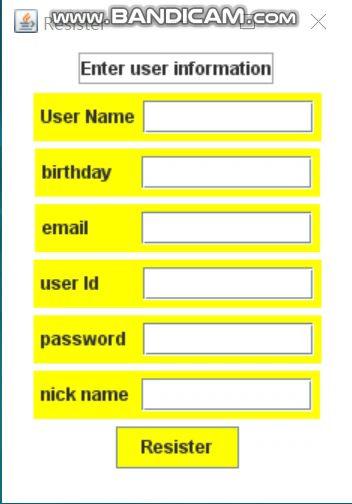 www.BANDICAM.com
Resister
Enter user information
User Name
birthday
email
user Id
password
nick name
Resister